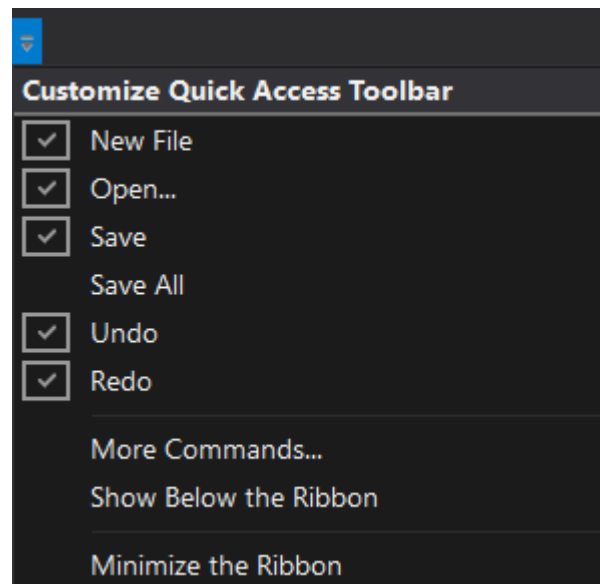 Customize Quick Access Toolbar
New File
Open...
Save
Save All
Undo
Redo
More Commands...
Show Below the Ribbon
Minimize the Ribbon